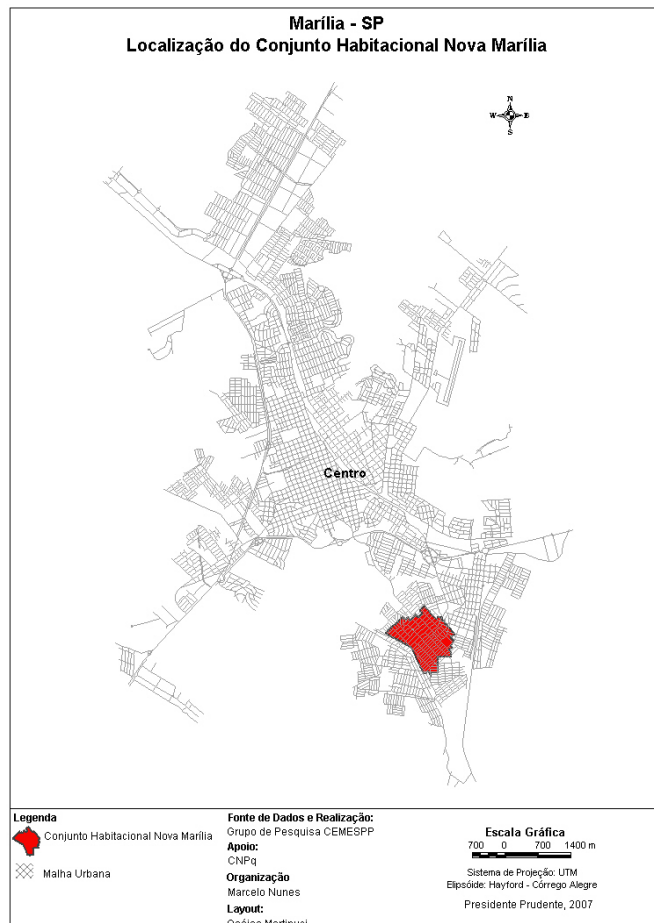 Marília - SP
Localização do Conjunto Habitacional Nova Marília
N
W E
S
Centro
Legenda
Conjunto Habitacional Nova Marília
Malha Urbana
Fonte de Dados e Realização:
Grupo de Pesquisa CEMESPP
Apoio:
CNPq
Organização
Marcelo Nunes
Layout:
Escala Gráfica
700 0 700 1400 m
Sistema de Projeção: UTM
Elipsóide: Hayford - Córrego Alegre
Presidente Prudente, 2007